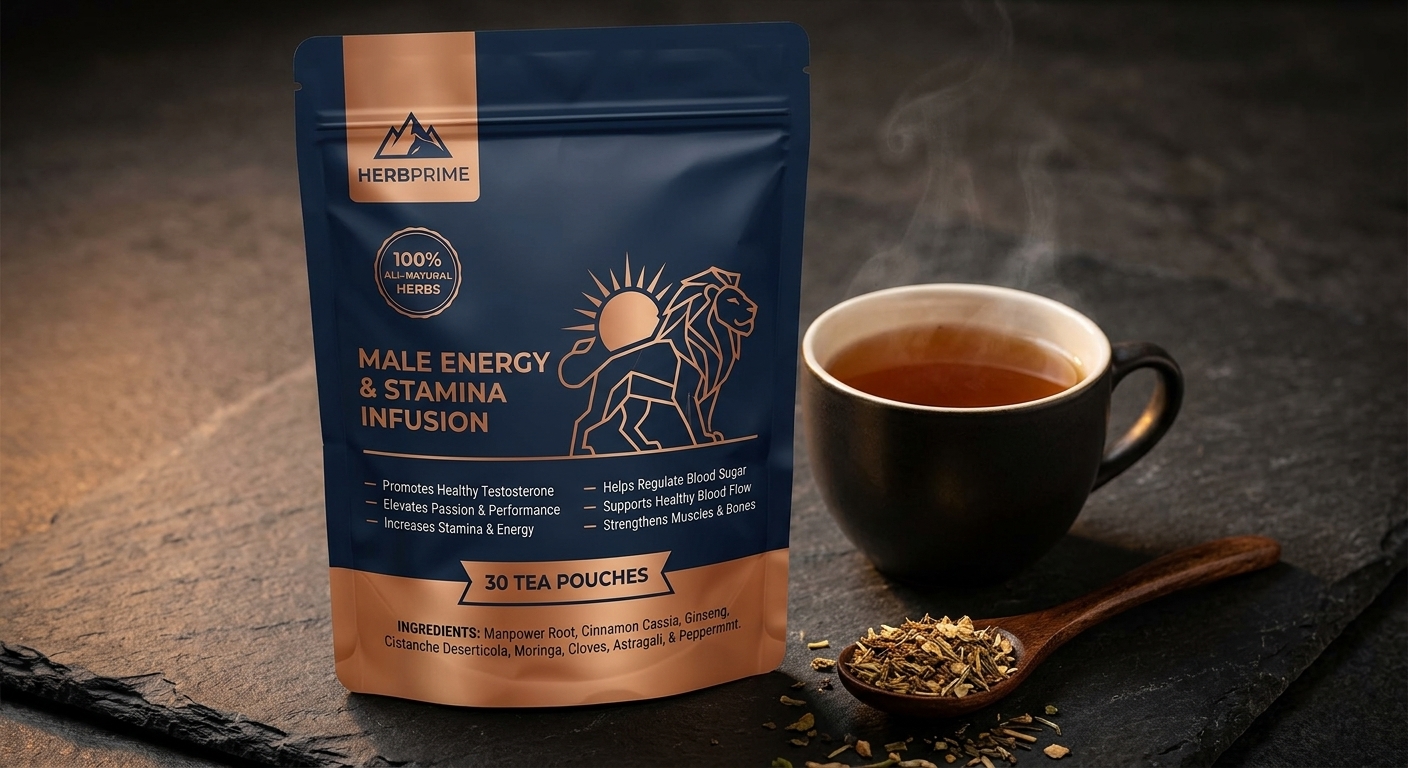 HERBPRIME
100%
ALI-MAYURAL
HERBS
MALE ENERGY
& STAMINA
INFUSION
— Promotes Healthy Testosterone
— Elevates Passion & Performance
— Increases Stamina & Energy
— Helps Regulate Blood Sugar
— Supports Healthy Blood Flow
— Strengthens Muscles & Bones
30 TEA POUCHES
INGREDIENTS: Manpower Root, Cinnamon Cassia, Ginseng,
Cistanche Deserticola, Moringa, Cloves, Astragali, & Peppermmt.